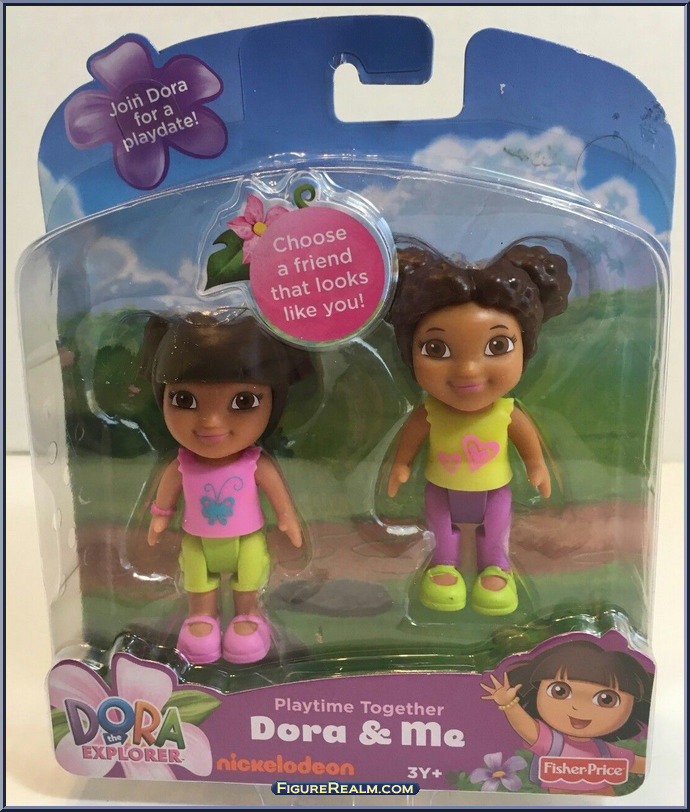 Join Dora
for a
playdate!
Choose
a friend
that looks
like you!
DORA
the
EXPLORER
Playtime Together
Dora & Me
nickelodeon
3Y+
Fisher-Price
FigureRealm.com